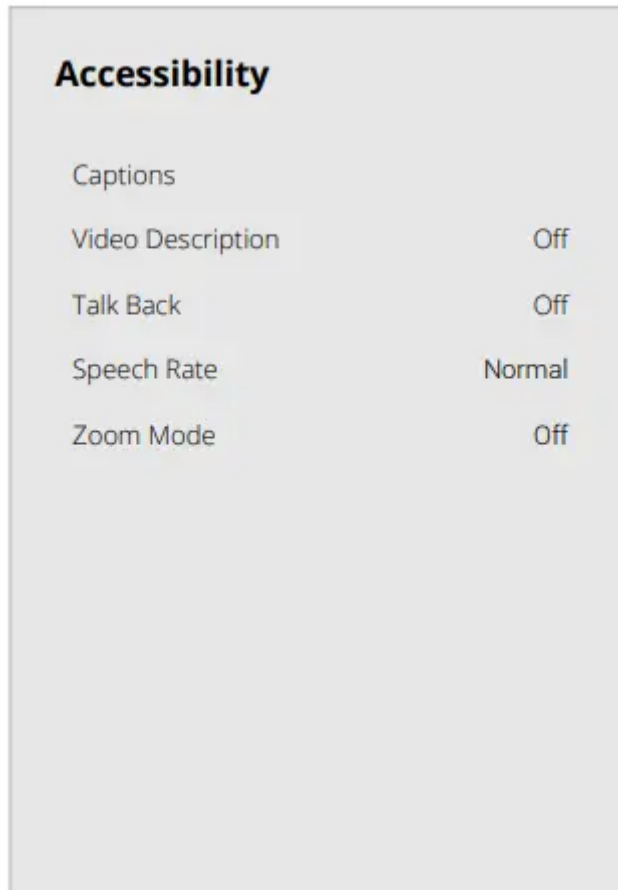 Accessibility
Captions
Video Description Off
Talk Back Off
Speech Rate Normal
Zoom Mode Off